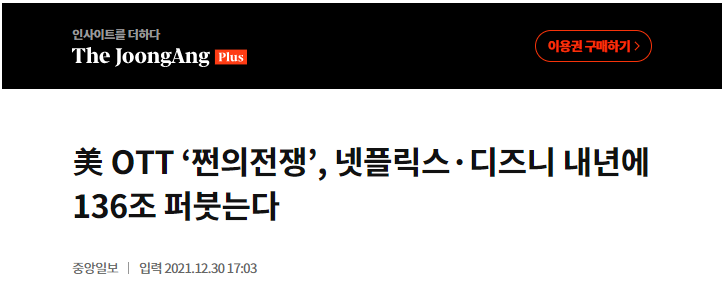 인사이트를 더하다
The JoongAng Plus
이용권 구매하기 >
美 OTT ‘쩐의전쟁’, 넷플릭스·디즈니 내년에
136조 퍼붓는다
중앙일보 | 입력 2021.12.30 17:03